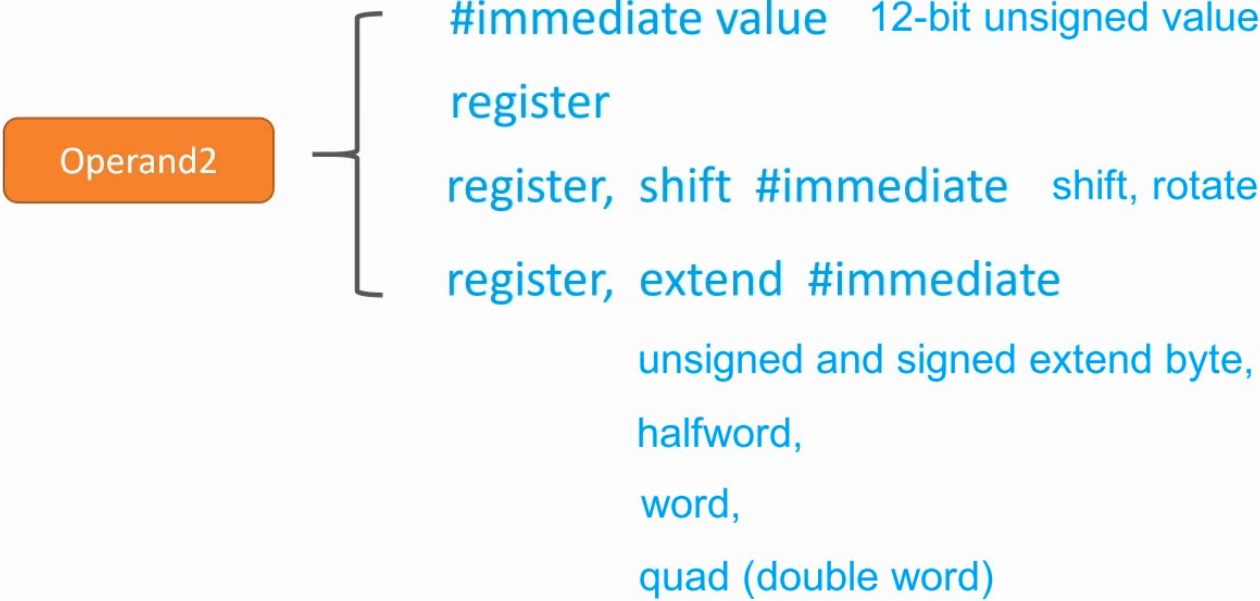 #immediate value 12-bit unsigned value
register
Operand2
register, shift #immediate shift, rotate
register, extend #immediate
unsigned and signed extend byte,
halfword,
word,
quad (double word)